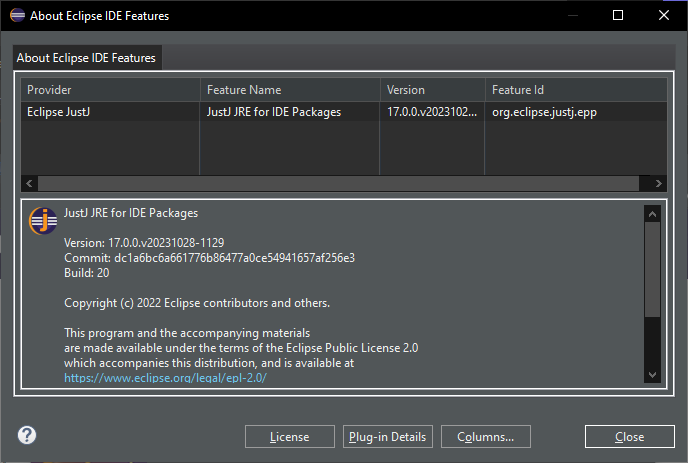 About Eclipse IDE Features
About Eclipse IDE Features
Provider Feature Name Version Feature Id
Eclipse JustJ JustJ JRE for IDE Packages 17.0.0.v2023102... org.eclipse.justj.epp
JustJ JRE for IDE Packages
Version: 17.0.0.v20231028-1129
Commit: dc1a6bc6a661776b86477a0ce54941657af256e3
Build: 20
Copyright (c) 2022 Eclipse contributors and others.
This program and the accompanying materials
are made available under the terms of the Eclipse Public License 2.0
which accompanies this distribution, and is available at
https://www.eclipse.org/legal/epl-2.0/
License Plug-in Details Columns... Close